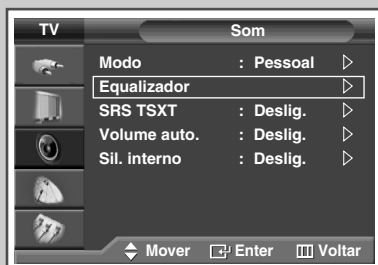 TV Som
Modo : Pessoal
Equalizador
SRS TSXT : Deslig.
Volume auto. : Deslig.
Sil. interno : Deslig.
Mover Enter Voltar